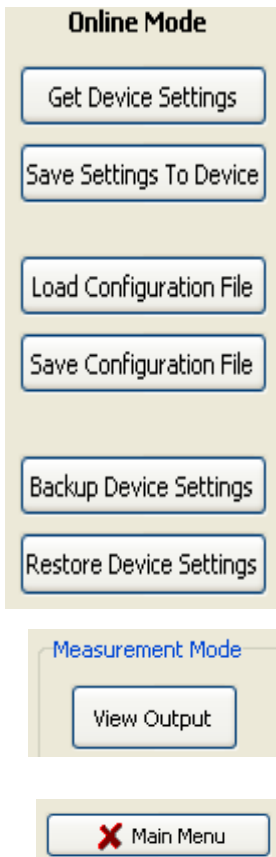 Online Mode
Get Device Settings
Save Settings To Device
Load Configuration File
Save Configuration File
Backup Device Settings
Restore Device Settings
Measurement Mode
View Output
Main Menu